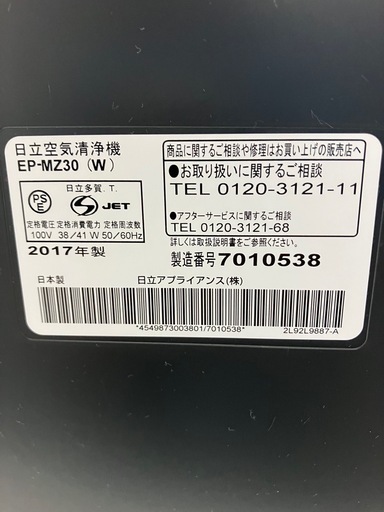 日立空気清浄機
EP-MZ30 (W)
日立多賀.T.
PS
E
S JET
定格電圧 定格消費電力 定格周波数
100V 38/41 W 50/60Hz
2017年製
日本製
商品に関するご相談や修理はお買い上げの販売店へ
●お取り扱いに関するご相談
TEL 0120-3121-11
●アフターサービスに関するご相談
TEL 0120-3121-68
詳しくは取扱説明書をご参照ください。
製造番号7010538
日立アプライアンス(株)
*4549873003801/7010538*
2L92L9887-A